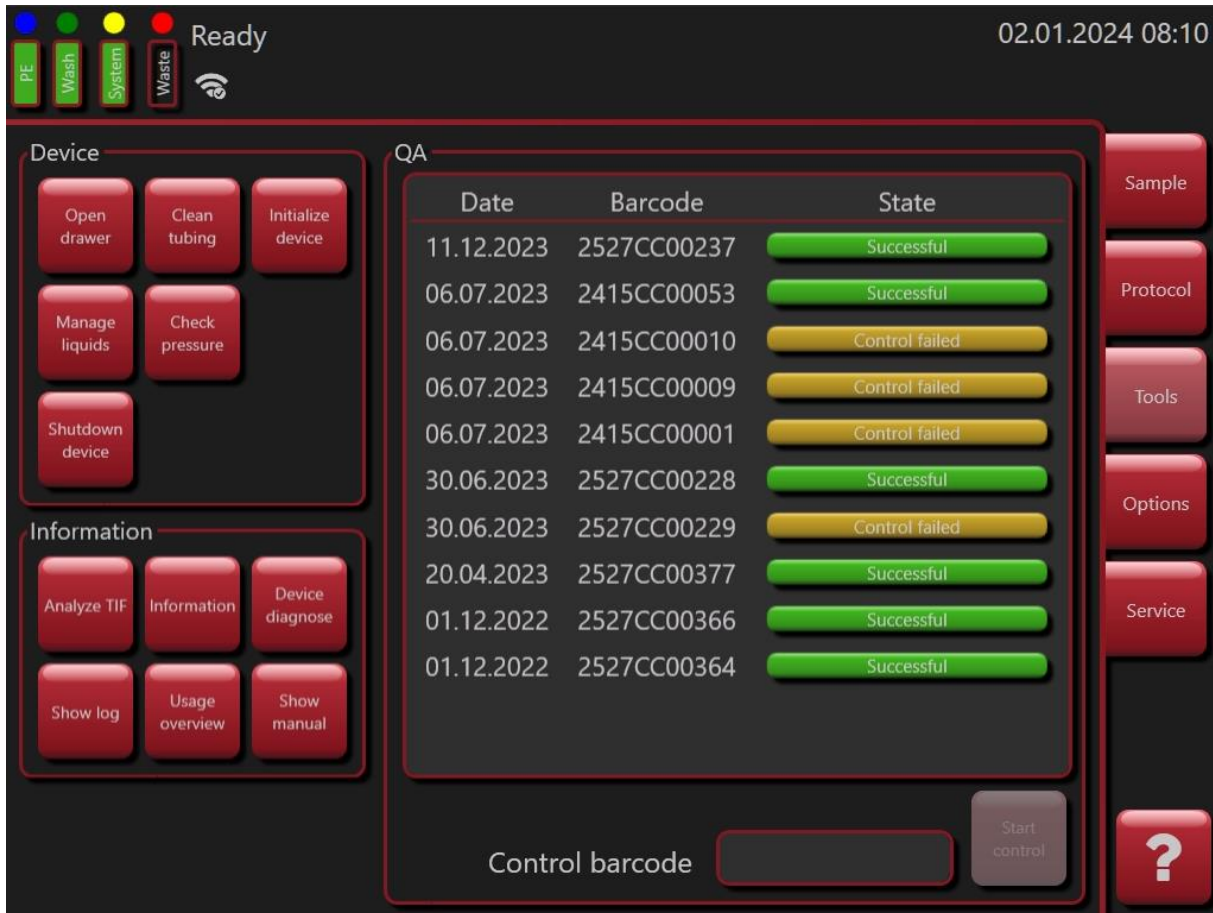 PE
Wash
System
Waste
Ready
02.01.2024 08:10
Device
Open
drawer
Clean
tubing
Initialize
device
Manage
liquids
Check
pressure
Shutdown
device
Information
Analyze TIF
Information
Device
diagnose
Show log
Usage
overview
Show
manual
QA
Date Barcode State
11.12.2023 2527CC00237 Successful
06.07.2023 2415CC00053 Successful
06.07.2023 2415CC00010 Control failed
06.07.2023 2415CC00009 Control failed
06.07.2023 2415CC00001 Control failed
30.06.2023 2527CC00228 Successful
30.06.2023 2527CC00229 Control failed
20.04.2023 2527CC00377 Successful
01.12.2022 2527CC00366 Successful
01.12.2022 2527CC00364 Successful
Control barcode
Start
control
Sample
Protocol
Tools
Options
Service
?